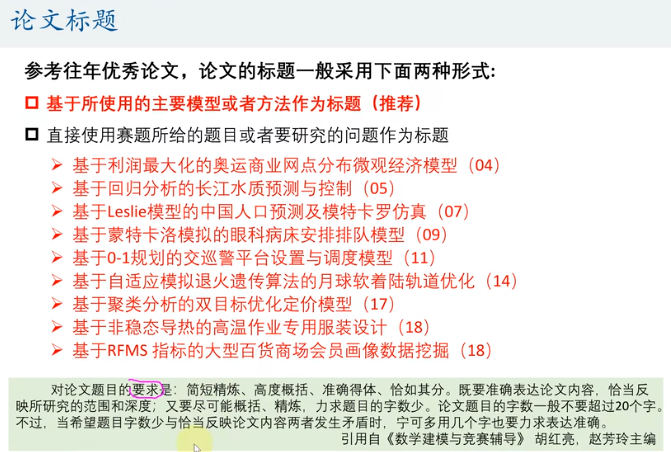 论文标题
参考往年优秀论文，论文的标题一般采用下面两种形式:
基于所使用的主要模型或者方法作为标题（推荐）
直接使用赛题所给的题目或者要研究的问题作为标题
基于利润最大化的奥运商业网点分布微观经济模型（04）
基于回归分析的长江水质预测与控制（05）
基于Leslie模型的中国人口预测及模特卡罗仿真（07）
基于蒙特卡洛模拟的眼科病床安排排队模型（09）
基于0-1规划的交巡警平台设置与调度模型（11）
基于自适应模拟退火遗传算法的月球软着陆轨道优化（14）
基于聚类分析的双目标优化定价模型（17）
基于非稳态导热的高温作业专用服装设计（18）
基于RFMS 指标的大型百货商场会员画像数据挖掘（18）
对论文题目的要求是：简短精炼、高度概括、准确得体、恰如其分。既要准确表达论文内容，恰当反
映所研究的范围和深度；又要尽可能概括、精炼，力求题目的字数少。论文题目的字数一般不要超过20个字。
不过，当希望题目字数少与恰当反映论文内容两者发生矛盾时，宁可多用几个字也要力求表达准确。
引用自《数学建模与竞赛辅导》 胡红亮，赵芳玲主编